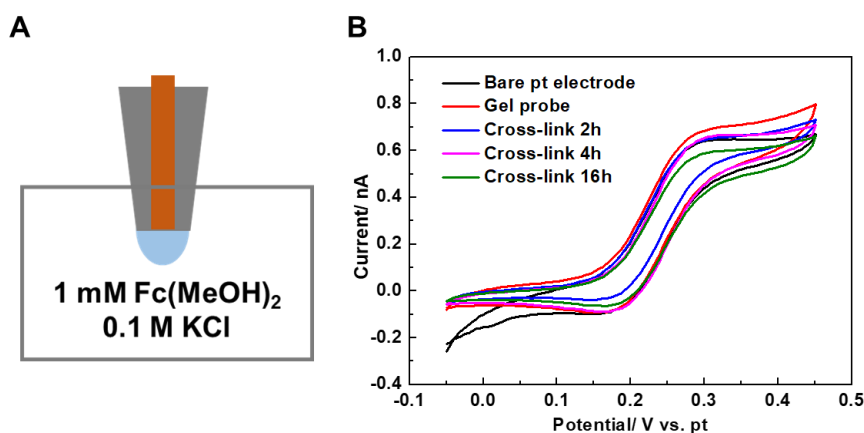 A
1 mM Fc(MeOH)₂
0.1 M KCl
B
Current/ nA
1.0
0.8
0.6
0.4
0.2
0.0
-0.2
-0.4
Bare pt electrode
Gel probe
Cross-link 2h
Cross-link 4h
Cross-link 16h
-0.1
0.0
0.1
0.2
0.3
0.4
0.5
Potential/ V vs. pt